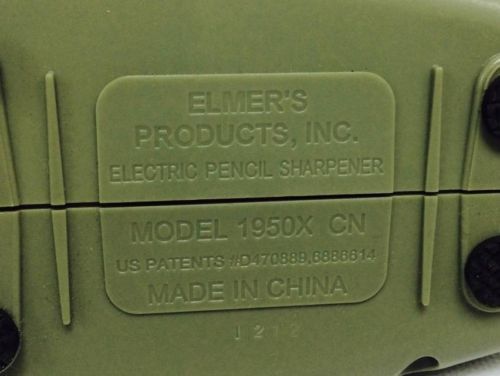 ELMER'S
PRODUCTS, INC.
ELECTRIC PENCIL SHARPENER
MODEL 1950X CN
US PATENTS #D470889,6886614
MADE IN CHINA
1212